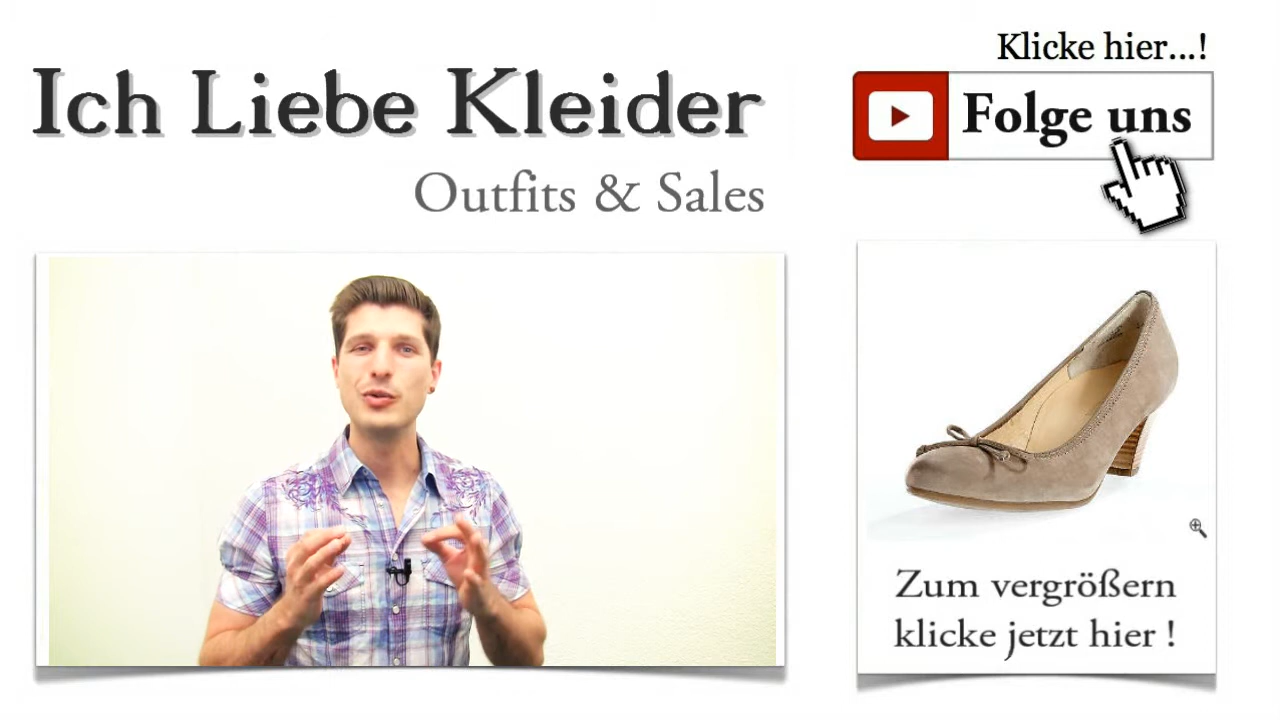 Klicke hier...!
Ich Liebe Kleider
Folge uns
Outfits & Sales
Zum vergrößern
klicke jetzt hier !